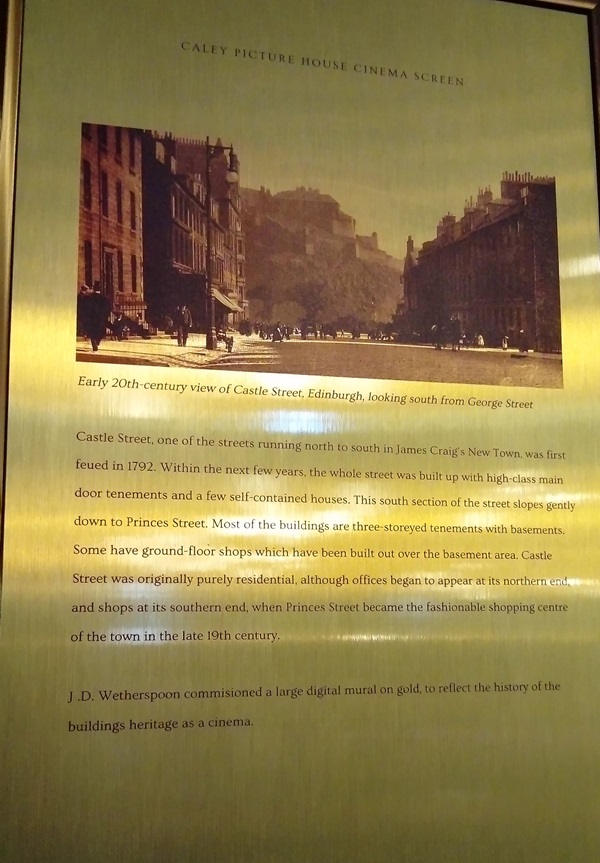 CALEY PICTURE HOUSE CINEMA SCREEN
Early 20th-century view of Castle Street, Edinburgh, looking south from George Street
Castle Street, one of the streets running north to south in James Craig's New Town, was first
feued in 1792. Within the next few years, the whole street was built up with high-class main
door tenements and a few self-contained houses. This south section of the street slopes gently
down to Princes Street. Most of the buildings are three-storeyed tenements with basements.
Some have ground-floor shops which have been built out over the basement area. Castle
Street was originally purely residential, although offices began to appear at its northern end,
and shops at its southern end, when Princes Street became the fashionable shopping centre
of the town in the late 19th century.
J .D. Wetherspoon commisioned a large digital mural on gold, to reflect the history of the
buildings heritage as a cinema.